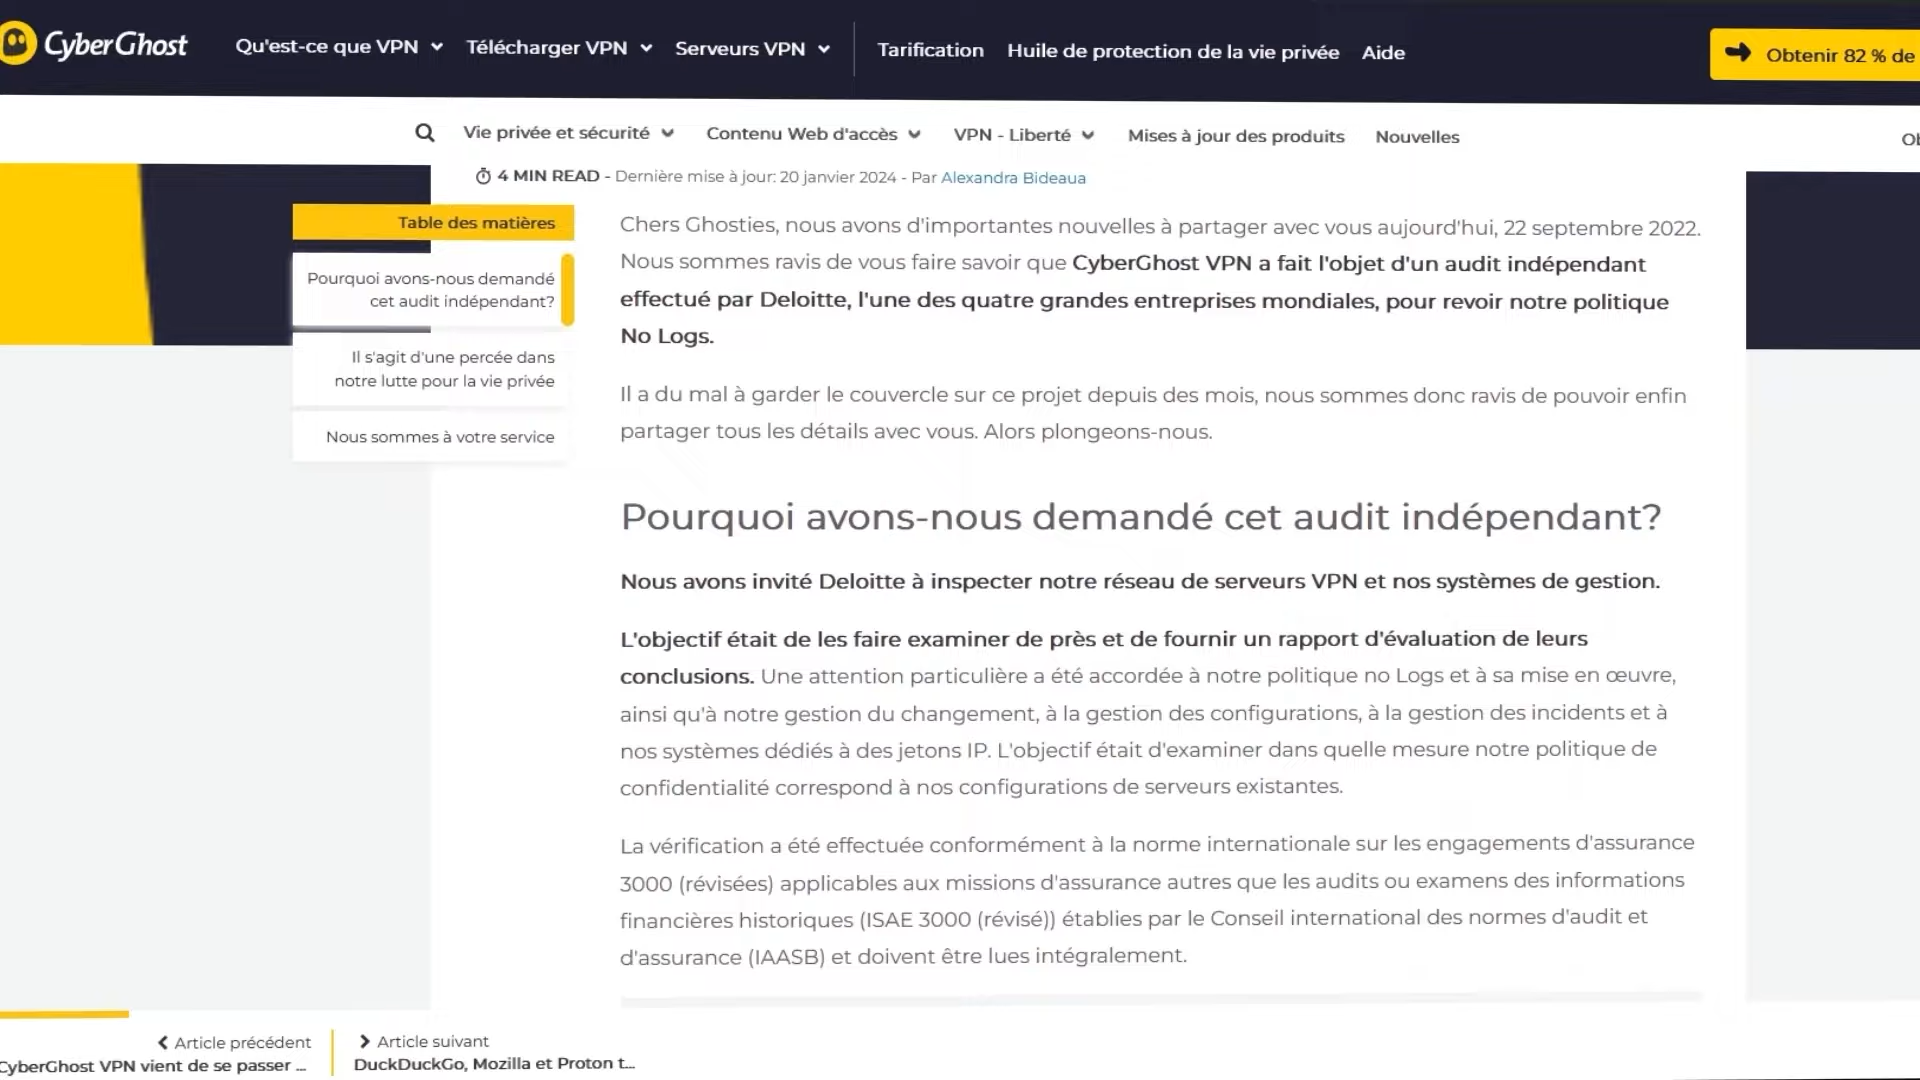 CyberGhost
Qu'est-ce que VPN
Télécharger VPN
Serveurs VPN
Tarification
Huile de protection de la vie privée
Aide
Obtenir 82 % de
Vie privée et sécurité
Contenu Web d'accès
VPN - Liberté
Mises à jour des produits
Nouvelles
4 MIN READ - Dernière mise à jour: 20 janvier 2024 - Par Alexandra Bideaua
Table des matières
Pourquoi avons-nous demandé
cet audit indépendant?
Il s'agit d'une percée dans
notre lutte pour la vie privée
Nous sommes à votre service
Chers Ghosties, nous avons d'importantes nouvelles à partager avec vous aujourd'hui, 22 septembre 2022.
Nous sommes ravis de vous faire savoir que CyberGhost VPN a fait l'objet d'un audit indépendant
effectué par Deloitte, l'une des quatre grandes entreprises mondiales, pour revoir notre politique
No Logs.
Il a du mal à garder le couvercle sur ce projet depuis des mois, nous sommes donc ravis de pouvoir enfin
partager tous les détails avec vous. Alors plongeons-nous.
Pourquoi avons-nous demandé cet audit indépendant?
Nous avons invité Deloitte à inspecter notre réseau de serveurs VPN et nos systèmes de gestion.
L'objectif était de les faire examiner de près et de fournir un rapport d'évaluation de leurs
conclusions. Une attention particulière a été accordée à notre politique no Logs et à sa mise en œuvre,
ainsi qu'à notre gestion du changement, à la gestion des configurations, à la gestion des incidents et à
nos systèmes dédiés à des jetons IP. L'objectif était d'examiner dans quelle mesure notre politique de
confidentialité correspond à nos configurations de serveurs existantes.
La vérification a été effectuée conformément à la norme internationale sur les engagements d'assurance
3000 (révisées) applicables aux missions d'assurance autres que les audits ou examens des informations
financières historiques (ISAE 3000 (révisé)) établies par le Conseil international des normes d'audit et
d'assurance (IAASB) et doivent être lues intégralement.
Article précédent
CyberGhost VPN vient de se passer ...
Article suivant
DuckDuckGo, Mozilla et Proton t...